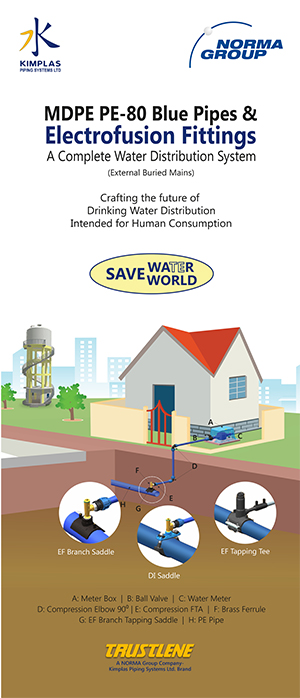 KIMPLAS
PIPING SYSTEMS LTD
NORMA
GROUP
MDPE PE-80 Blue Pipes &
Electrofusion Fittings
A Complete Water Distribution System
(External Buried Mains)
Crafting the future of
Drinking Water Distribution
Intended for Human Consumption
SAVE WATER
WORLD
A
B
C
D
F
H
E
G
EF Branch Saddle
DI Saddle
EF Tapping Tee
A: Meter Box | B: Ball Valve | C: Water Meter
D: Compression Elbow 90⁰ | E: Compression FTA | F: Brass Ferrule
G: EF Branch Tapping Saddle | H: PE Pipe
TRUSTLENE
A NORMA Group Company-
Kimplas Piping Systems Ltd. Brand